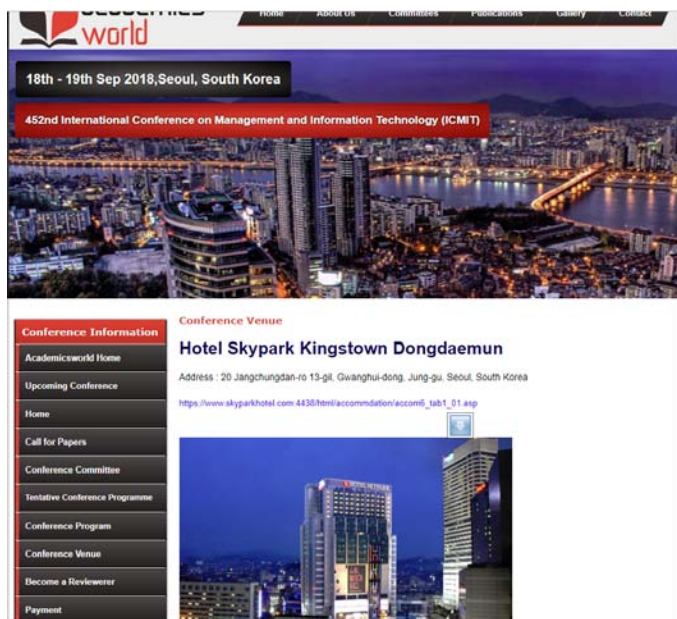 world
Home
About Us
Committees
Publications
Gallery
Contact
18th - 19th Sep 2018,Seoul, South Korea
452nd International Conference on Management and Information Technology (ICMIT)
Conference Information
Academicsworld Home
Upcoming Conference
Home
Call for Papers
Conference Committee
Tentative Conference Programme
Conference Program
Conference Venue
Become a Reviewerer
Payment
Conference Venue
Hotel Skypark Kingstown Dongdaemun
Address : 20 Jangchungdan-ro 13-gil, Gwanghui-dong, Jung-gu, Seoul, South Korea
https://www.skyparkhotel.com:4438/html/accommdation/accom6_tab1_01.asp